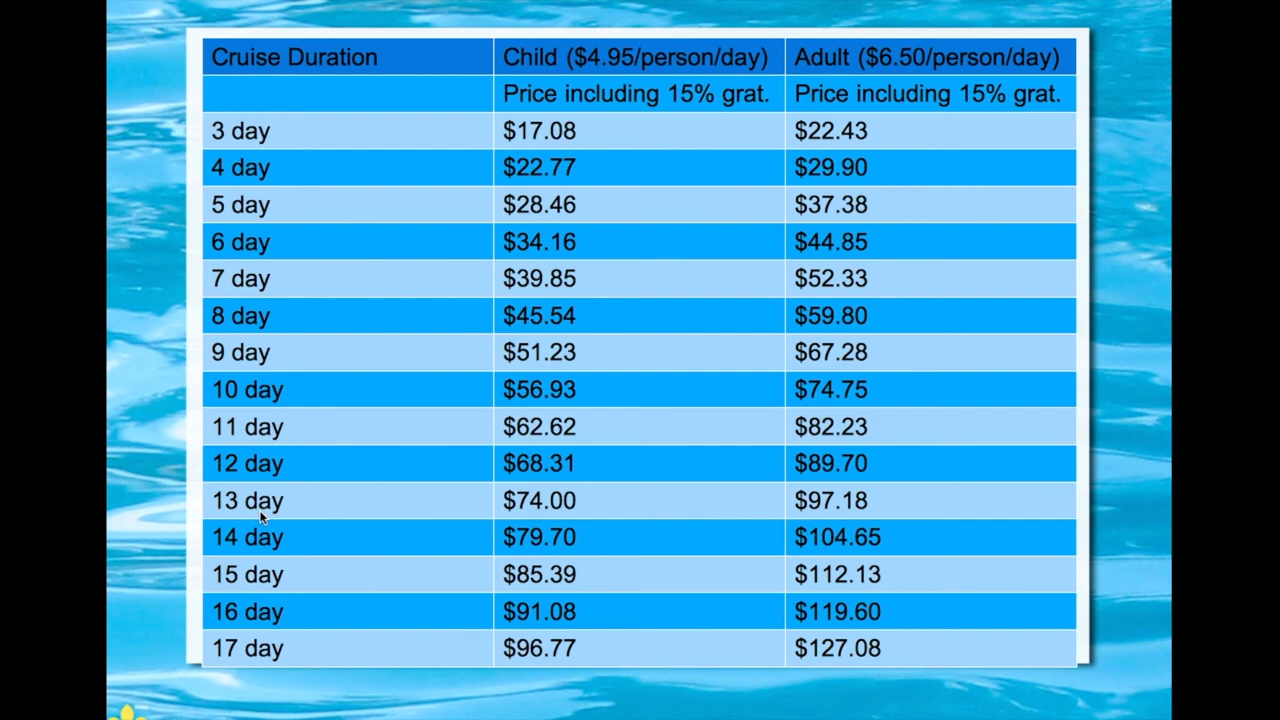 Cruise Duration Child ($4.95/person/day) Adult ($6.50/person/day)
Price including 15% grat. Price including 15% grat.
3 day $17.08 $22.43
4 day $22.77 $29.90
5 day $28.46 $37.38
6 day $34.16 $44.85
7 day $39.85 $52.33
8 day $45.54 $59.80
9 day $51.23 $67.28
10 day $56.93 $74.75
11 day $62.62 $82.23
12 day $68.31 $89.70
13 day $74.00 $97.18
14 day $79.70 $104.65
15 day $85.39 $112.13
16 day $91.08 $119.60
17 day $96.77 $127.08